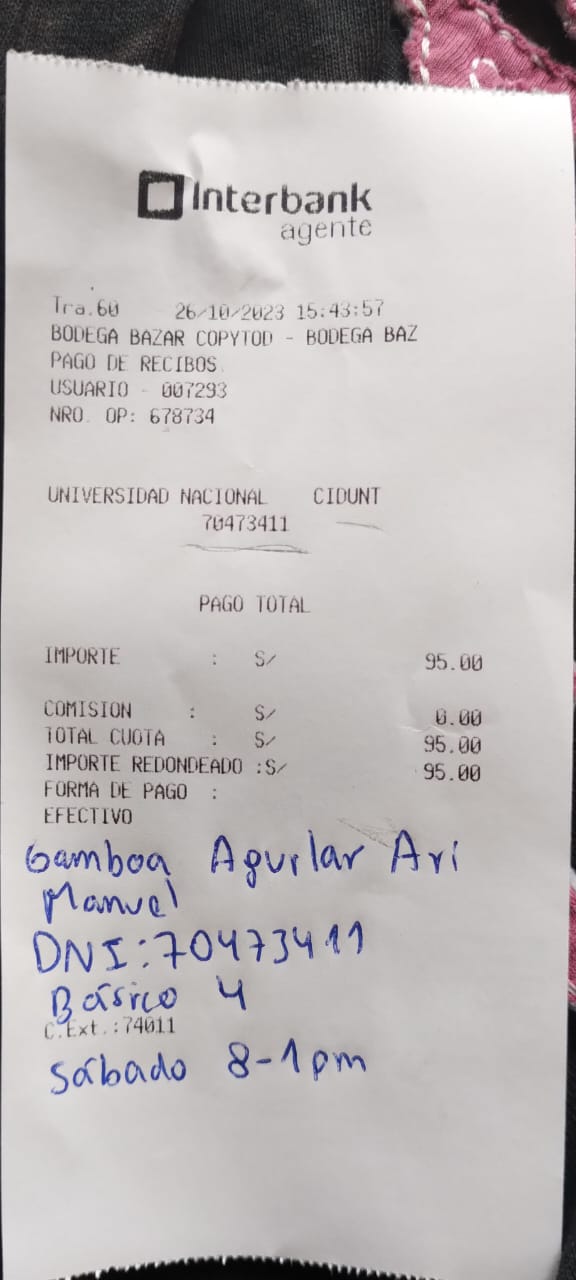 Interbank
agente
Tra.60 26/10/2023 15:43:57
BODEGA BAZAR COPYTOD - BODEGA BAZ
PAGO DE RECIBOS
USUARIO - 007293
NRO. OP: 678734
UNIVERSIDAD NACIONAL CIDUNT
70473411
PAGO TOTAL
IMPORTE : S/ 95.00
COMISION : S/ 0.00
TOTAL CUOTA : S/ 95.00
IMPORTE REDONDEADO :S/ 95.00
FORMA DE PAGO :
EFECTIVO
Gamboa Aguilar Ari
Manuel
DNI:70473411
Básico 4
C.Ext.:74011
Sábado 8-1pm